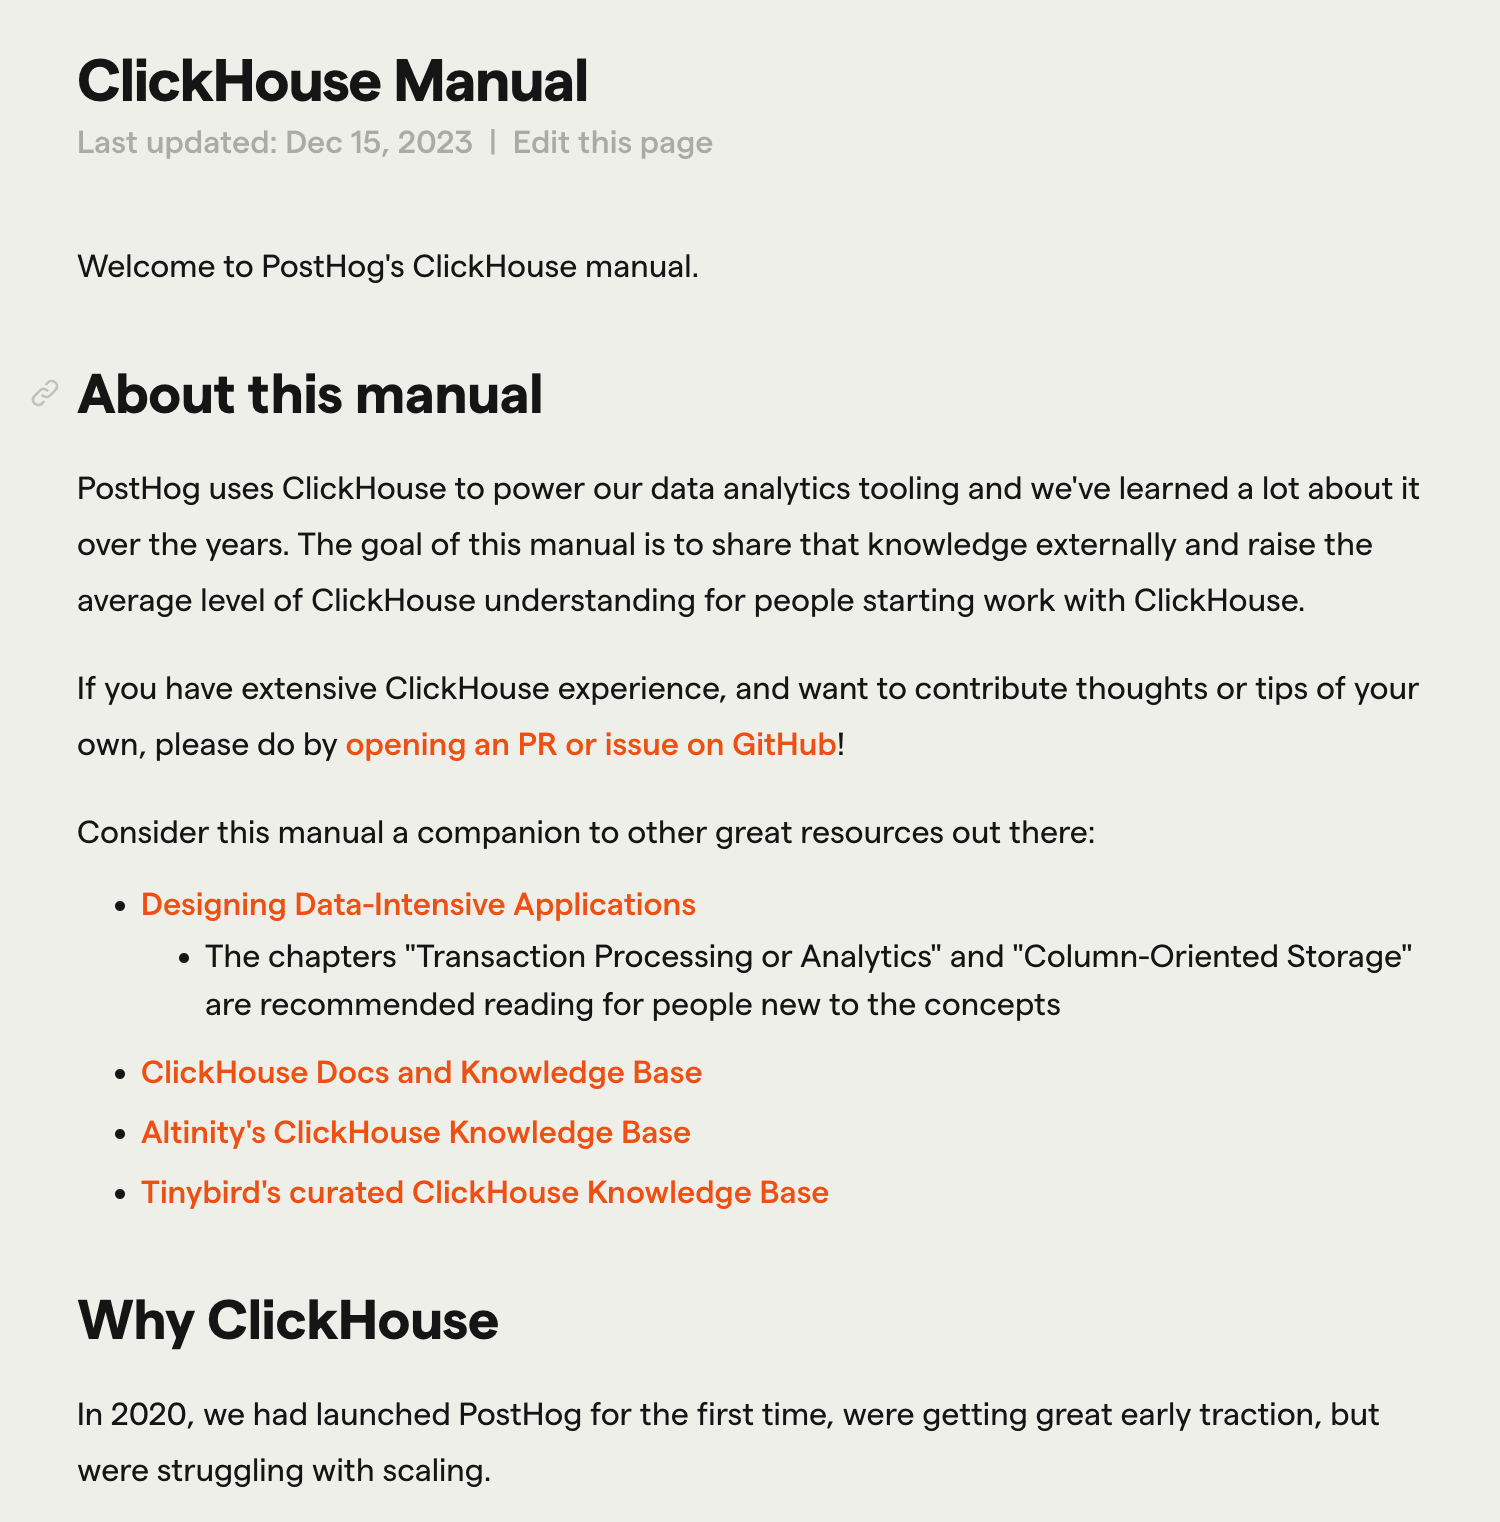 ClickHouse Manual
Last updated: Dec 15, 2023 | Edit this page
Welcome to PostHog's ClickHouse manual.
About this manual
PostHog uses ClickHouse to power our data analytics tooling and we've learned a lot about it
over the years. The goal of this manual is to share that knowledge externally and raise the
average level of ClickHouse understanding for people starting work with ClickHouse.
If you have extensive ClickHouse experience, and want to contribute thoughts or tips of your
own, please do by opening an PR or issue on GitHub!
Consider this manual a companion to other great resources out there:
• Designing Data-Intensive Applications
• The chapters "Transaction Processing or Analytics" and "Column-Oriented Storage"
are recommended reading for people new to the concepts
• ClickHouse Docs and Knowledge Base
• Altinity's ClickHouse Knowledge Base
• Tinybird's curated ClickHouse Knowledge Base
Why ClickHouse
In 2020, we had launched PostHog for the first time, were getting great early traction, but
were struggling with scaling.